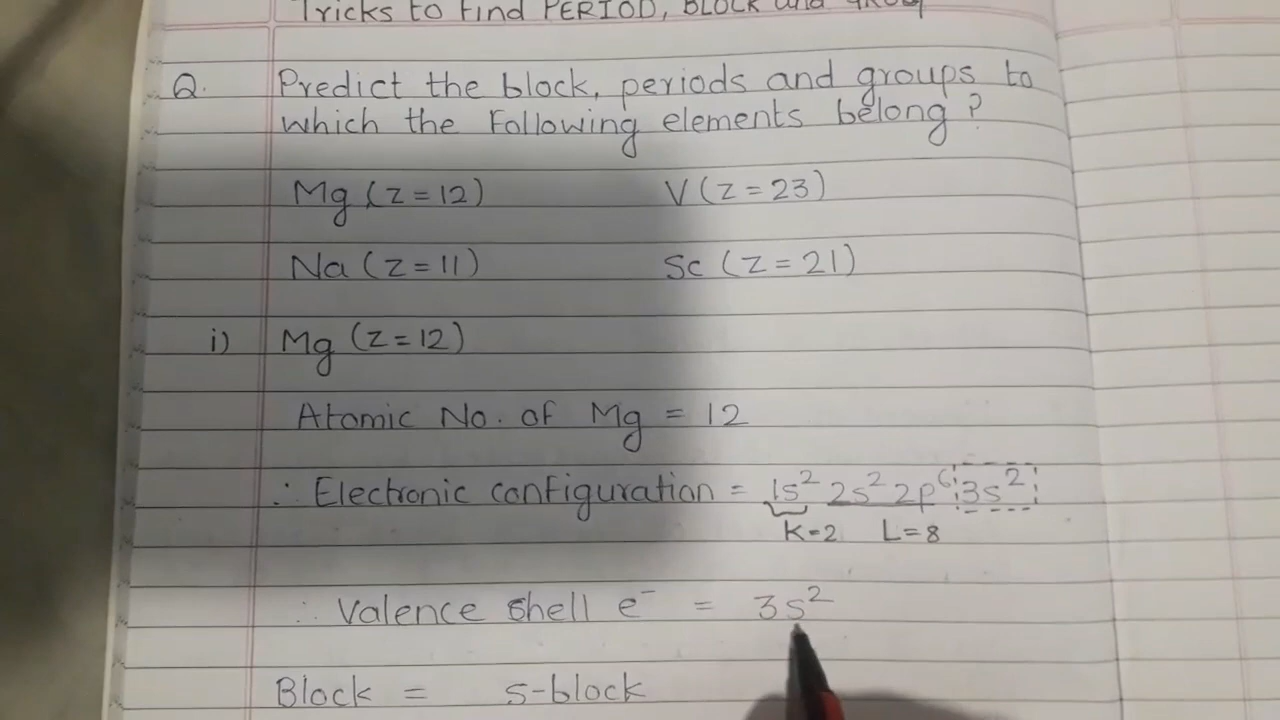 Tricks to Find PERIOD, BLOCK and GROUP
Q. Predict the block, periods and groups to
which the Following elements belong ?
Mg (Z=12) V (Z=23)
Na (Z=11) Sc (Z=21)
i) Mg (Z=12)
Atomic No. of Mg = 12
∴ Electronic configuration = 1s² 2s² 2p⁶ 3s²
K=2 L=8
∴ Valence shell e⁻ = 3s²
Block = s-block